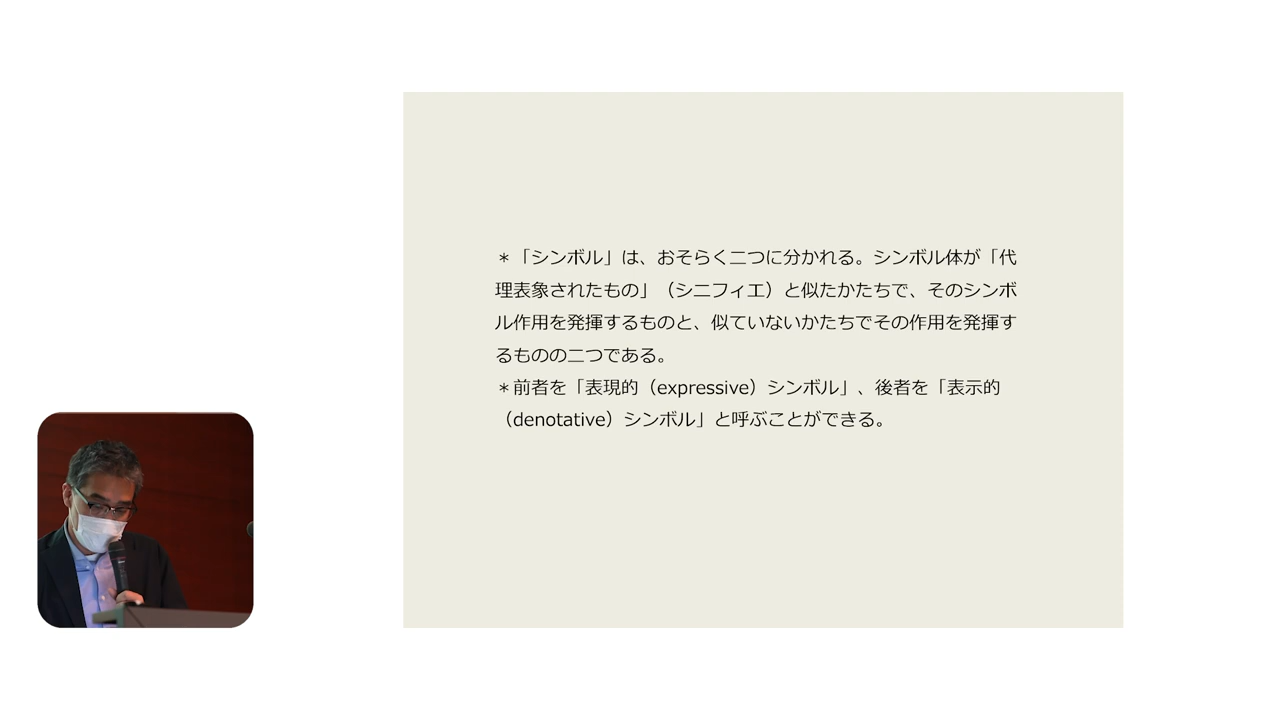 ＊「シンボル」は、おそらく二つに分かれる。シンボル体が「代
理表象されたもの」（シニフィエ）と似たかたちで、そのシンボ
ル作用を発揮するものと、似ていないかたちでその作用を発揮す
るものの二つである。
＊前者を「表現的（expressive）シンボル」、後者を「表示的
（denotative）シンボル」と呼ぶことができる。